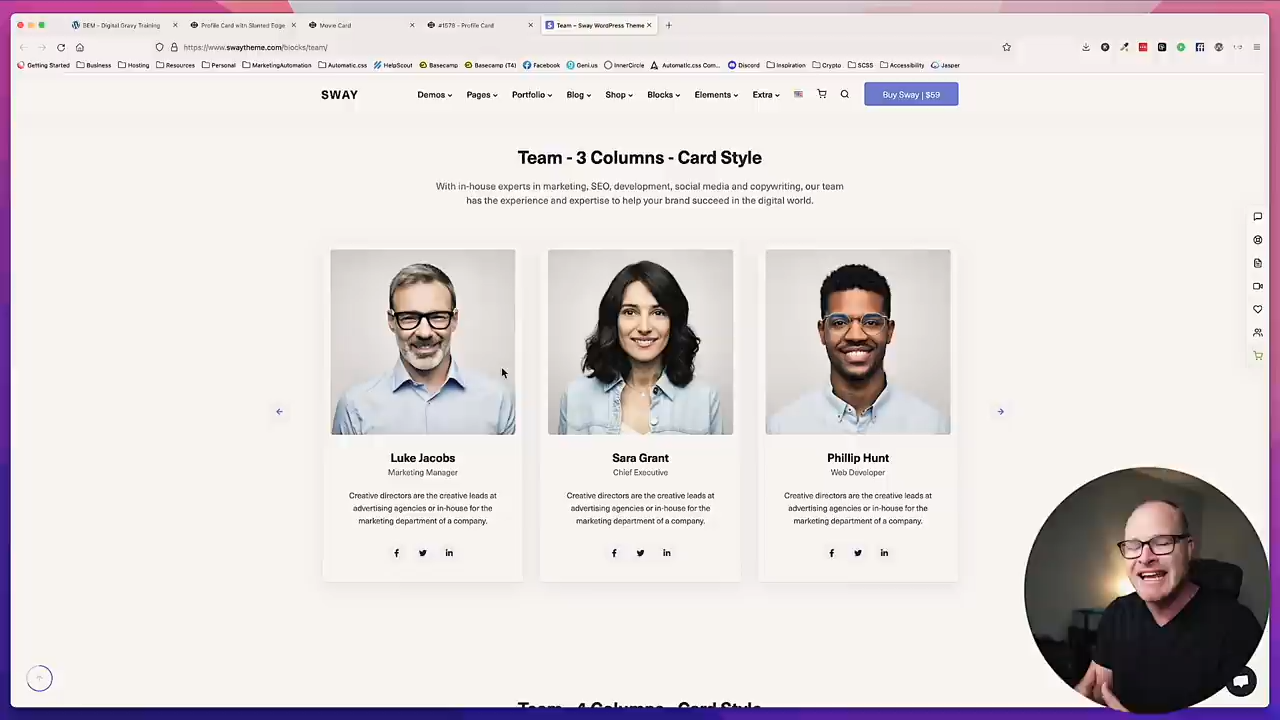 BEM – Digital Gravy Training
Profile Card with Slanted Edge
Movie Card
#1578 - Profile Card
Team – Sway WordPress Theme
https://www.swaytheme.com/blocks/team/
Getting Started
Business
Hosting
Resources
Personal
MarketingAutomation
Automatic.css
HelpScout
Basecamp
Basecamp (T4)
Facebook
Geni.us
InnerCircle
Automatic.css Com...
Discord
Inspiration
Crypto
SCSS
Accessibility
Jasper
SWAY
Demos
Pages
Portfolio
Blog
Shop
Blocks
Elements
Extra
Buy Sway | $59
Team - 3 Columns - Card Style
With in-house experts in marketing, SEO, development, social media and copywriting, our team
has the experience and expertise to help your brand succeed in the digital world.
Luke Jacobs
Marketing Manager
Creative directors are the creative leads at
advertising agencies or in-house for the
marketing department of a company.
Sara Grant
Chief Executive
Creative directors are the creative leads at
advertising agencies or in-house for the
marketing department of a company.
Phillip Hunt
Web Developer
Creative directors are the creative leads at
advertising agencies or in-house for the
marketing department of a company.
Team - 4 Columns - Card Style